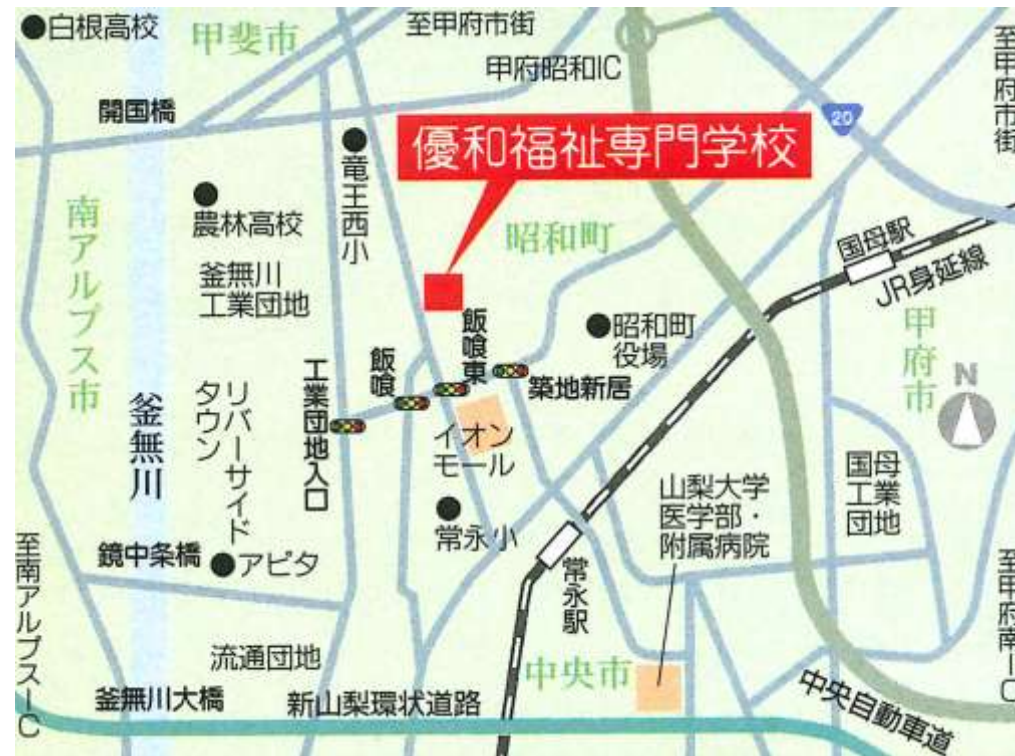 白根高校
甲斐市
至甲府市街
至甲府市街
甲府昭和IC
開国橋
20
優和福祉専門学校
竜王西小
農林高校
南アルプス市
昭和町
国母駅
JR身延線
釜無川
工業団地
飯喰東
昭和町
役場
甲府市
N
飯喰
工業団地入口
築地新居
リバーサイド
タウン
釜無川
イオン
モール
国母
工業
団地
山梨大学
医学部・
附属病院
常永小
至南アルプスIC
鏡中条橋
アピタ
常永駅
至甲府南IC
流通団地
中央市
釜無川大橋
新山梨環状道路
中央自動車道